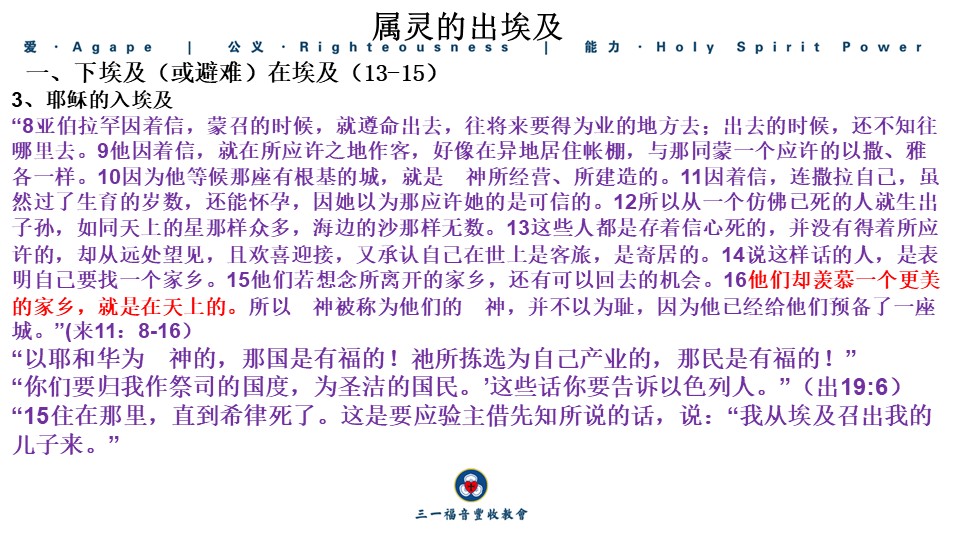 属灵的出埃及
爱 · Agape | 公义 · Righteousness | 能力 · Holy Spirit Power
一、下埃及（或避难）在埃及（13-15）
3、耶稣的入埃及
“8亚伯拉罕因着信，蒙召的时候，就遵命出去，往将来要得为业的地方去；出去的时候，还不知往
哪里去。9他因着信，就在所应许之地作客，好像在异地居住帐棚，与那同蒙一个应许的以撒、雅
各一样。10因为他等候那座有根基的城，就是　神所经营、所建造的。11因着信，连撒拉自己，虽
然过了生育的岁数，还能怀孕，因她以为那应许她的是可信的。12所以从一个仿佛已死的人就生出
子孙，如同天上的星那样众多，海边的沙那样无数。13这些人都是存着信心死的，并没有得着所应
许的，却从远处望见，且欢喜迎接，又承认自己在世上是客旅，是寄居的。14说这样话的人，是表
明自己要找一个家乡。15他们若想念所离开的家乡，还有可以回去的机会。16他们却羡慕一个更美
的家乡，就是在天上的。所以　神被称为他们的　神，并不以为耻，因为他已经给他们预备了一座
城。”(来11：8-16）
“以耶和华为　神的，那国是有福的！祂所拣选为自己产业的，那民是有福的！”
“你们要归我作祭司的国度，为圣洁的国民。’这些话你要告诉以色列人。”（出19:6）
“15住在那里，直到希律死了。这是要应验主借先知所说的话，说：“我从埃及召出我的
儿子来。”
三一福音豐收教會